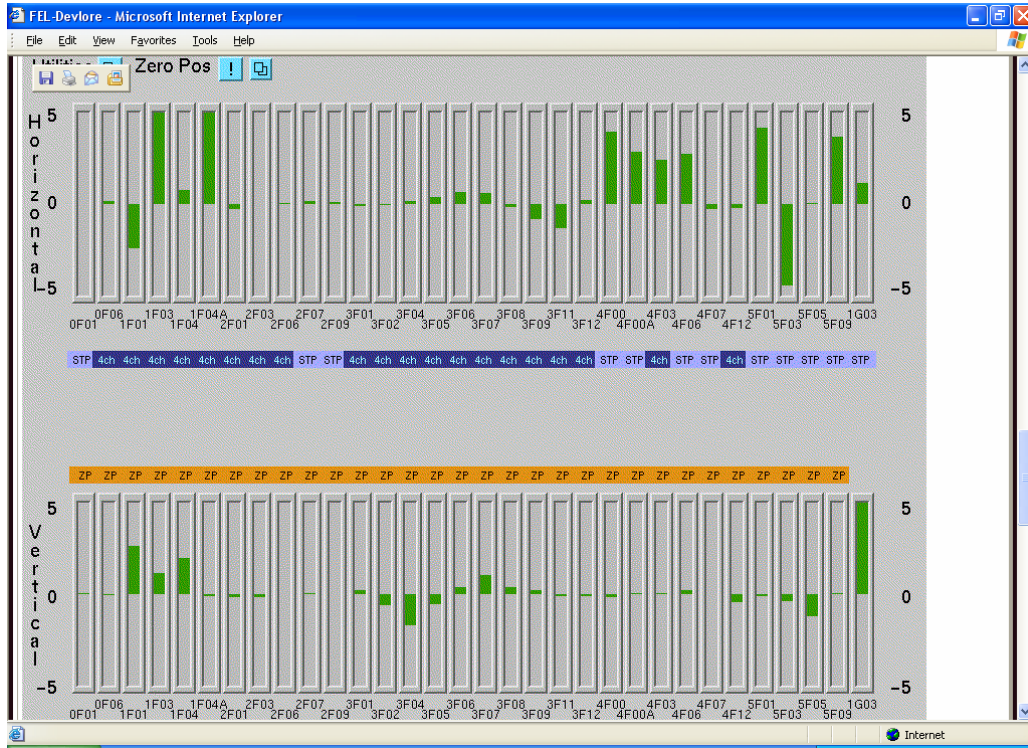 FEL-Devlore - Microsoft Internet Explorer
File Edit View Favorites Tools Help
Zero Pos !
Horizontal
5 5
0 0
-5 -5
0F06 1F03 1F04A 2F03 2F07 3F01 3F04 3F06 3F08 3F11 4F00 4F03 4F07 5F01 5F05 1G03
0F01 1F01 1F04 2F01 2F06 2F09 3F02 3F05 3F07 3F09 3F12 4F00A 4F06 4F12 5F03 5F09
STP 4ch 4ch 4ch 4ch 4ch 4ch 4ch 4ch STP STP 4ch 4ch 4ch 4ch 4ch 4ch 4ch 4ch 4ch 4ch STP STP 4ch STP STP 4ch STP STP STP STP STP
ZP ZP ZP ZP ZP ZP ZP ZP ZP ZP ZP ZP ZP ZP ZP ZP ZP ZP ZP ZP ZP ZP ZP ZP ZP ZP ZP ZP ZP ZP ZP
Vertical
5 5
0 0
-5 -5
0F06 1F03 1F04A 2F03 2F07 3F01 3F04 3F06 3F08 3F11 4F00 4F03 4F07 5F01 5F05 1G03
0F01 1F01 1F04 2F01 2F06 2F09 3F02 3F05 3F07 3F09 3F12 4F00A 4F06 4F12 5F03 5F09
Internet